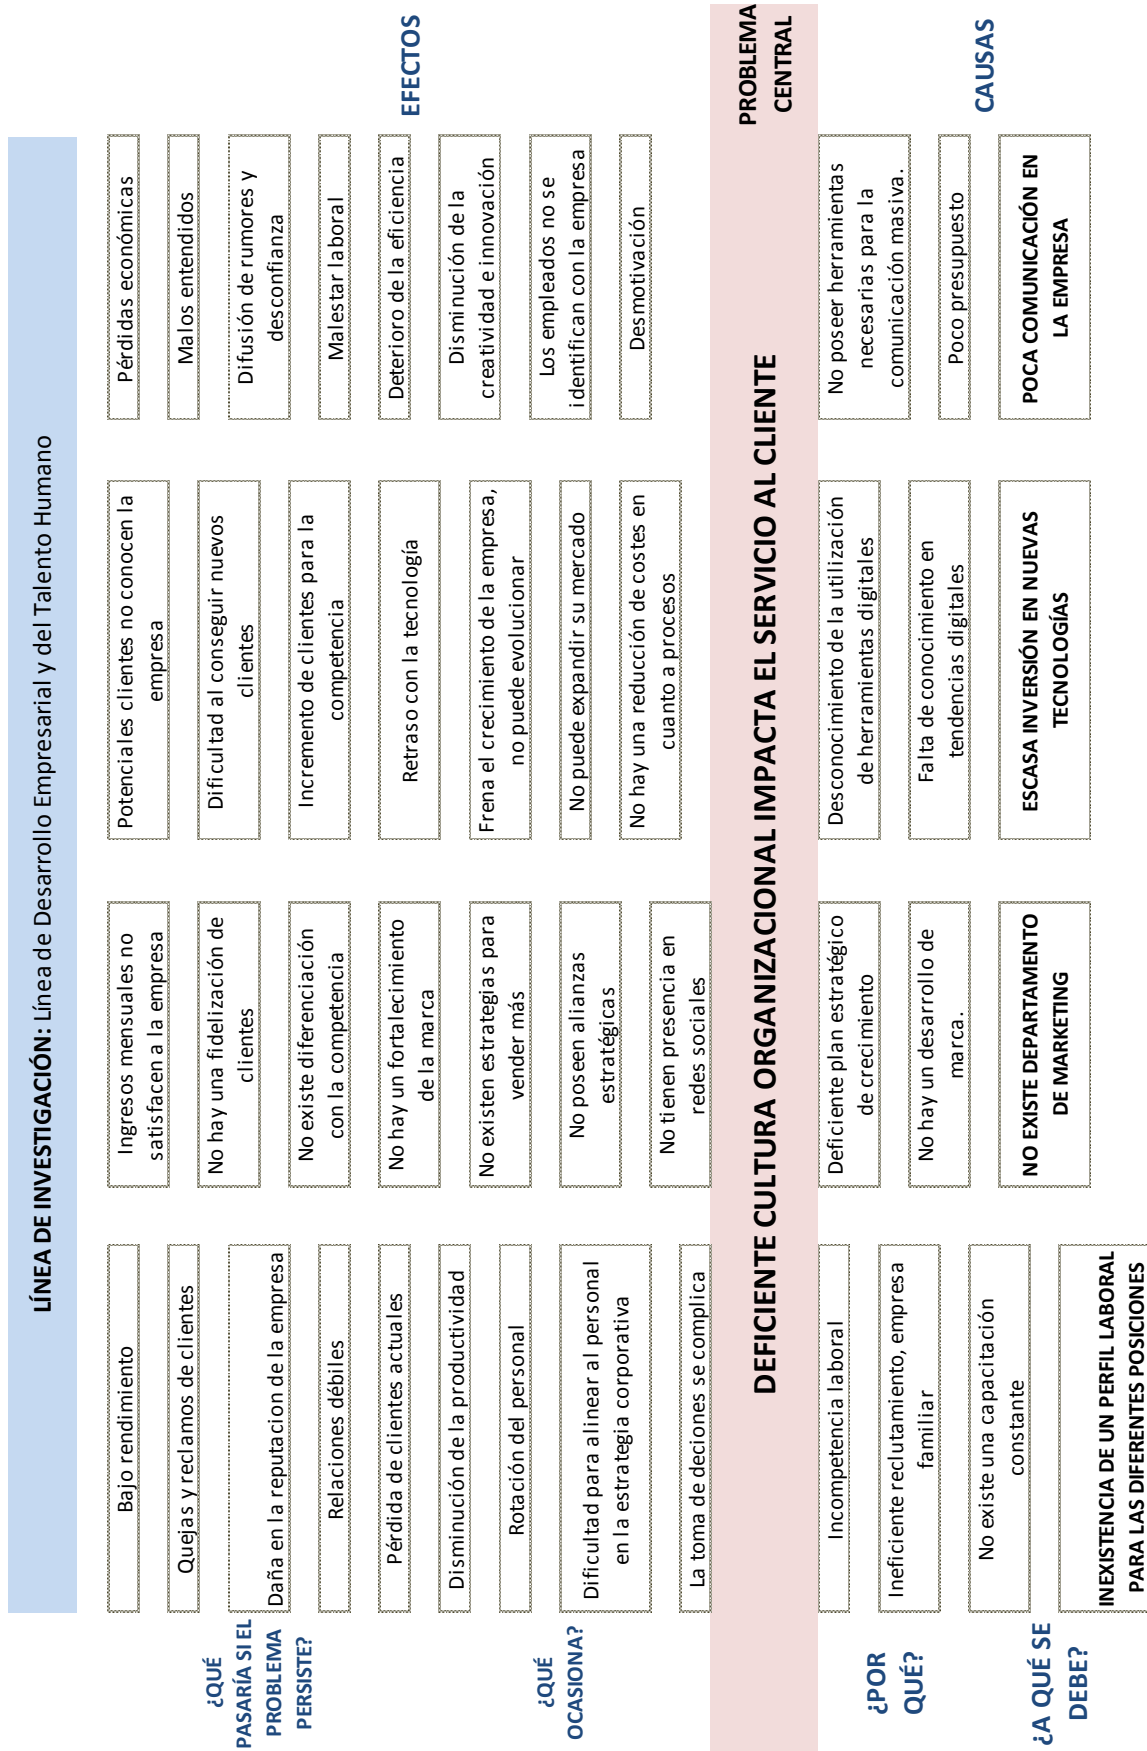 LÍNEA DE INVESTIGACIÓN: Línea de Desarrollo Empresarial y del Talento Humano
¿QUÉ
PASARÍA SI EL
PROBLEMA
PERSISTE?
¿QUÉ
OCASIONA?
Bajo rendimiento
Quejas y reclamos de clientes
Daña en la reputacion de la empresa
Relaciones débiles
Pérdida de clientes actuales
Disminución de la productividad
Rotación del personal
Dificultad para alinear al personal
en la estrategia corporativa
La toma de deciones se complica
Ingresos mensuales no
satisfacen a la empresa
No hay una fidelización de
clientes
No existe diferenciación
con la competencia
No hay un fortalecimiento
de la marca
No existen estrategias para
vender más
No poseen alianzas
estratégicas
No tienen presencia en
redes sociales
Potenciales clientes no conocen la
empresa
Dificultad al conseguir nuevos
clientes
Incremento de clientes para la
competencia
Retraso con la tecnología
Frena el crecimiento de la empresa,
no puede evolucionar
No puede expandir su mercado
No hay una reducción de costes en
cuanto a procesos
Pérdidas económicas
Malos entendidos
Difusión de rumores y
desconfianza
Malestar laboral
Deterioro de la eficiencia
Disminución de la
creatividad e innovación
Los empleados no se
identifican con la empresa
Desmotivación
EFECTOS
DEFICIENTE CULTURA ORGANIZACIONAL IMPACTA EL SERVICIO AL CLIENTE
PROBLEMA
CENTRAL
¿POR
QUÉ?
¿A QUÉ SE
DEBE?
Incompetencia laboral
Ineficiente reclutamiento, empresa
familiar
No existe una capacitación
constante
INEXISTENCIA DE UN PERFIL LABORAL
PARA LAS DIFERENTES POSICIONES
Deficiente plan estratégico
de crecimiento
No hay un desarrollo de
marca.
NO EXISTE DEPARTAMENTO
DE MARKETING
Desconocimiento de la utilización
de herramientas digitales
Falta de conocimiento en
tendencias digitales
ESCASA INVERSIÓN EN NUEVAS
TECNOLOGÍAS
No poseer herramientas
necesarias para la
comunicación masiva.
Poco presupuesto
POCA COMUNICACIÓN EN
LA EMPRESA
CAUSAS